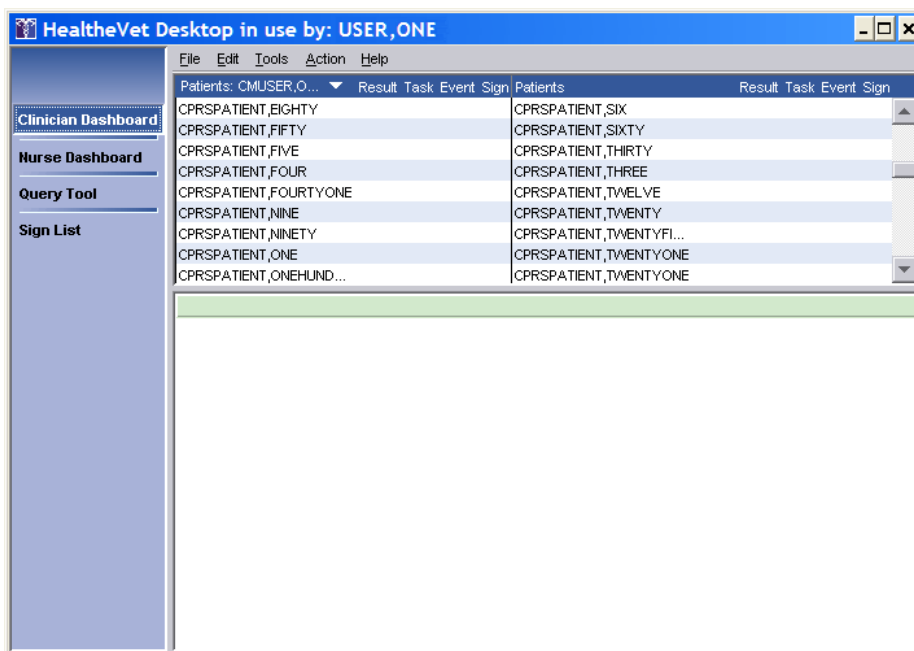 HealtheVet Desktop in use by: USER,ONE
File Edit Tools Action Help
Clinician Dashboard
Nurse Dashboard
Query Tool
Sign List
Patients: CMUSER,O... Result Task Event Sign Patients Result Task Event Sign
CPRSPATIENT,EIGHTY CPRSPATIENT,SIX
CPRSPATIENT,FIFTY CPRSPATIENT,SIXTY
CPRSPATIENT,FIVE CPRSPATIENT,THIRTY
CPRSPATIENT,FOUR CPRSPATIENT,THREE
CPRSPATIENT,FOURTYONE CPRSPATIENT,TWELVE
CPRSPATIENT,NINE CPRSPATIENT,TWENTY
CPRSPATIENT,NINETY CPRSPATIENT,TWENTYFI...
CPRSPATIENT,ONE CPRSPATIENT,TWENTYONE
CPRSPATIENT,ONEHUND... CPRSPATIENT,TWENTYONE